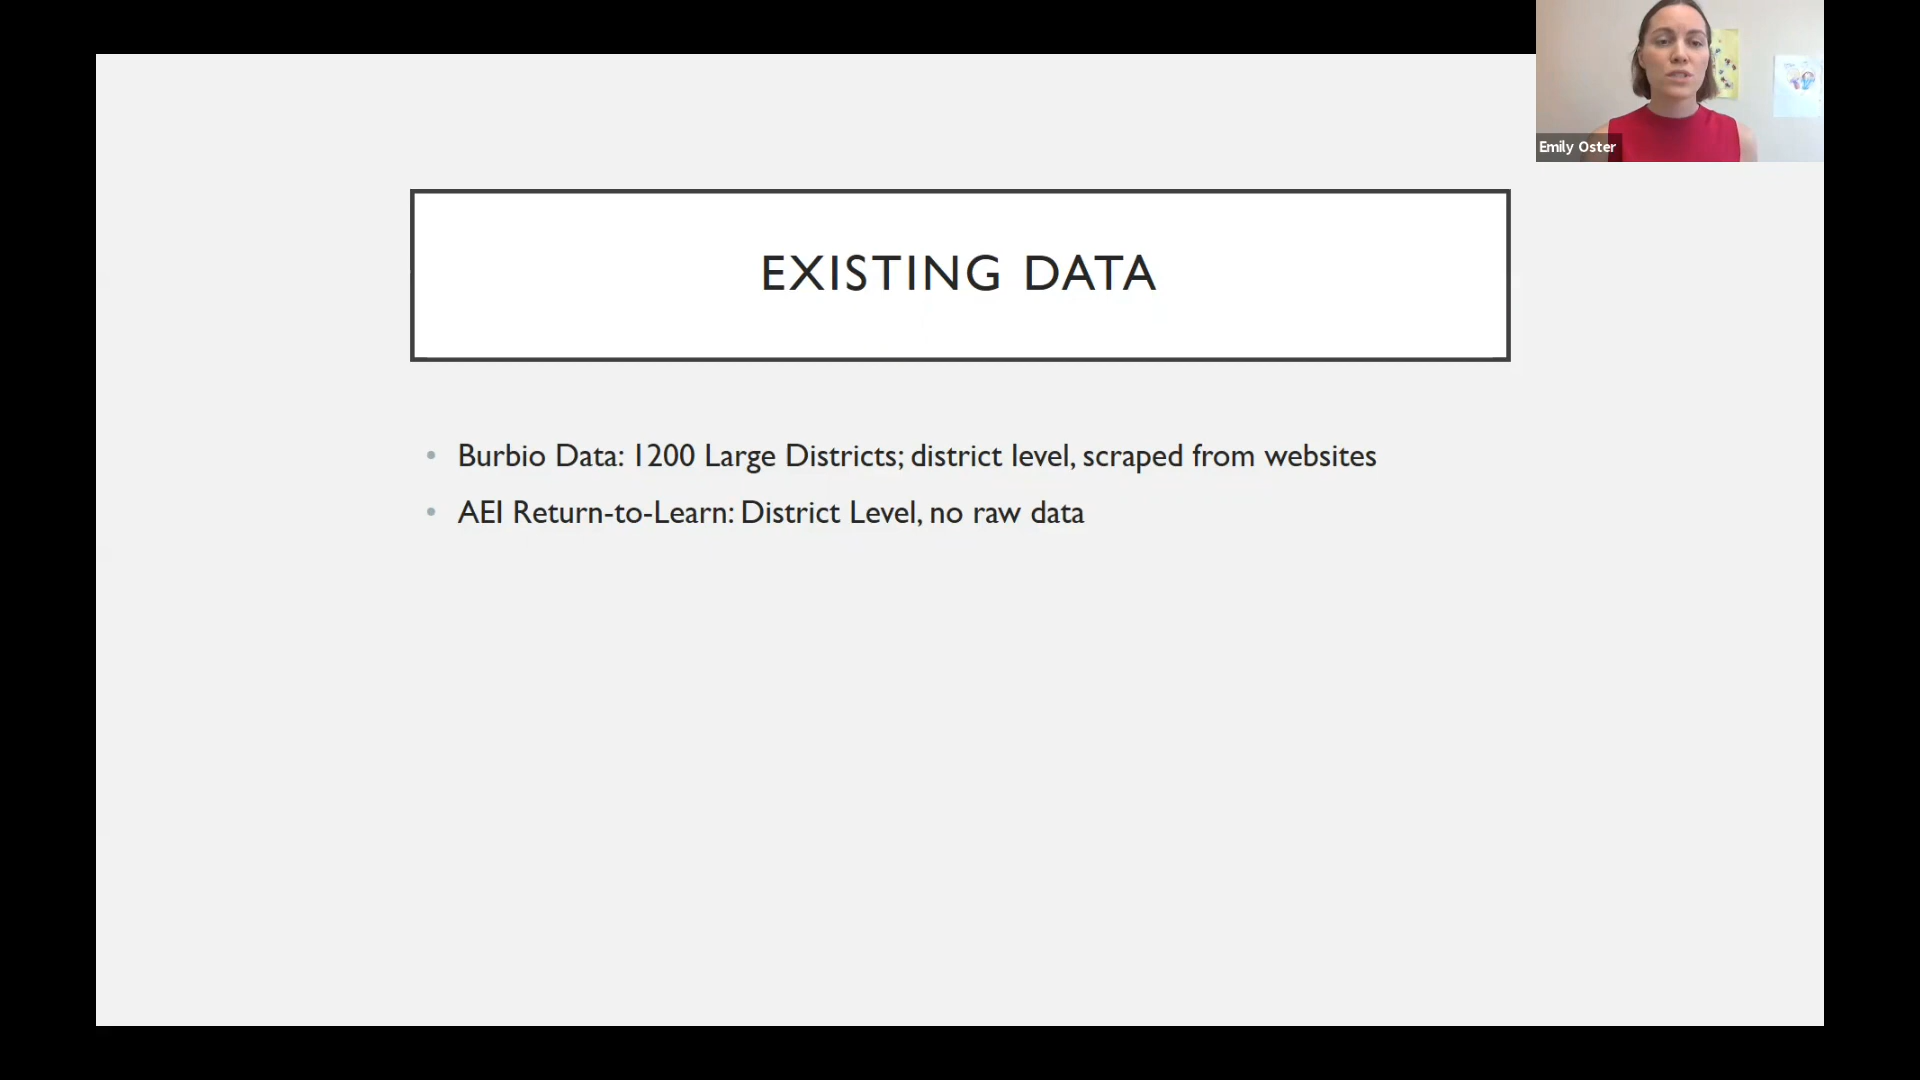 Emily Oster
EXISTING DATA
• Burbio Data: 1200 Large Districts; district level, scraped from websites
• AEI Return-to-Learn: District Level, no raw data